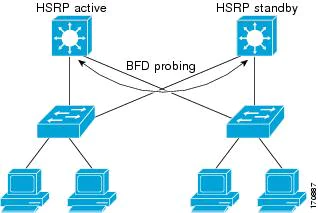 HSRP active
HSRP standby
BFD probing
170887